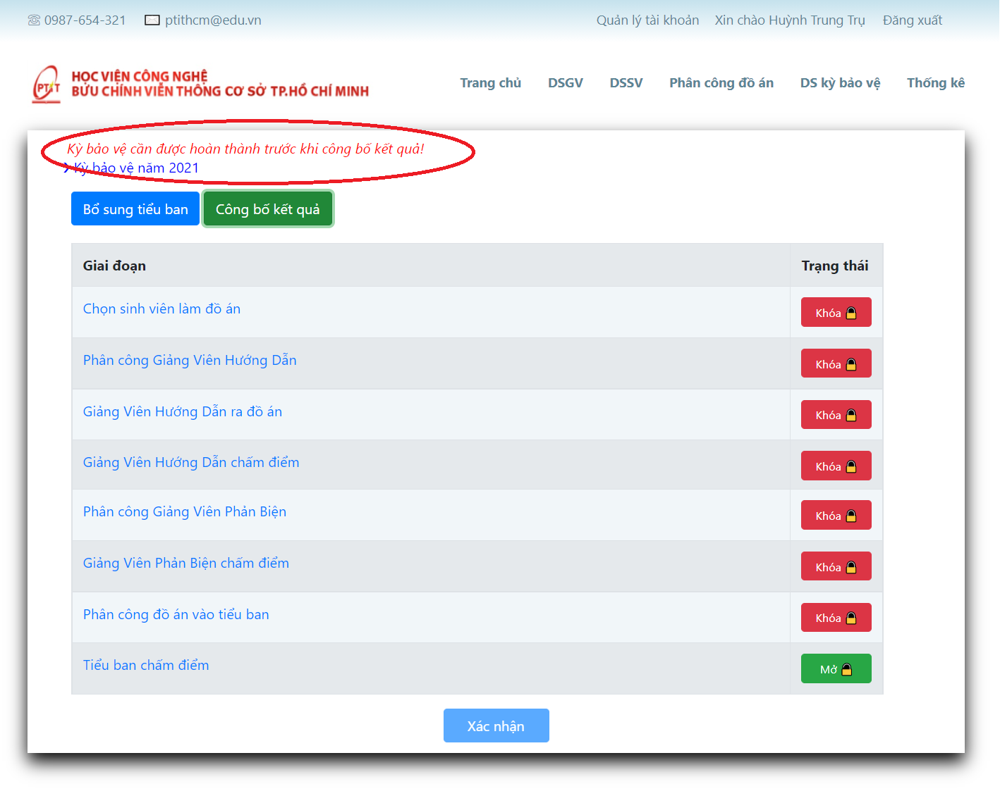 0987-654-321 ptithcm@edu.vn Quản lý tài khoản Xin chào Huỳnh Trung Trụ Đăng xuất
PTIT HỌC VIỆN CÔNG NGHỆ
BƯU CHÍNH VIỄN THÔNG CƠ SỞ TP.HỒ CHÍ MINH
Trang chủ DSGV DSSV Phân công đồ án DS kỳ bảo vệ Thống kê
Kỳ bảo vệ cần được hoàn thành trước khi công bố kết quả!
Kỳ bảo vệ năm 2021
Bổ sung tiểu ban Công bố kết quả
Giai đoạn Trạng thái
Chọn sinh viên làm đồ án Khóa
Phân công Giảng Viên Hướng Dẫn Khóa
Giảng Viên Hướng Dẫn ra đồ án Khóa
Giảng Viên Hướng Dẫn chấm điểm Khóa
Phân công Giảng Viên Phản Biện Khóa
Giảng Viên Phản Biện chấm điểm Khóa
Phân công đồ án vào tiểu ban Khóa
Tiểu ban chấm điểm Mở
Xác nhận